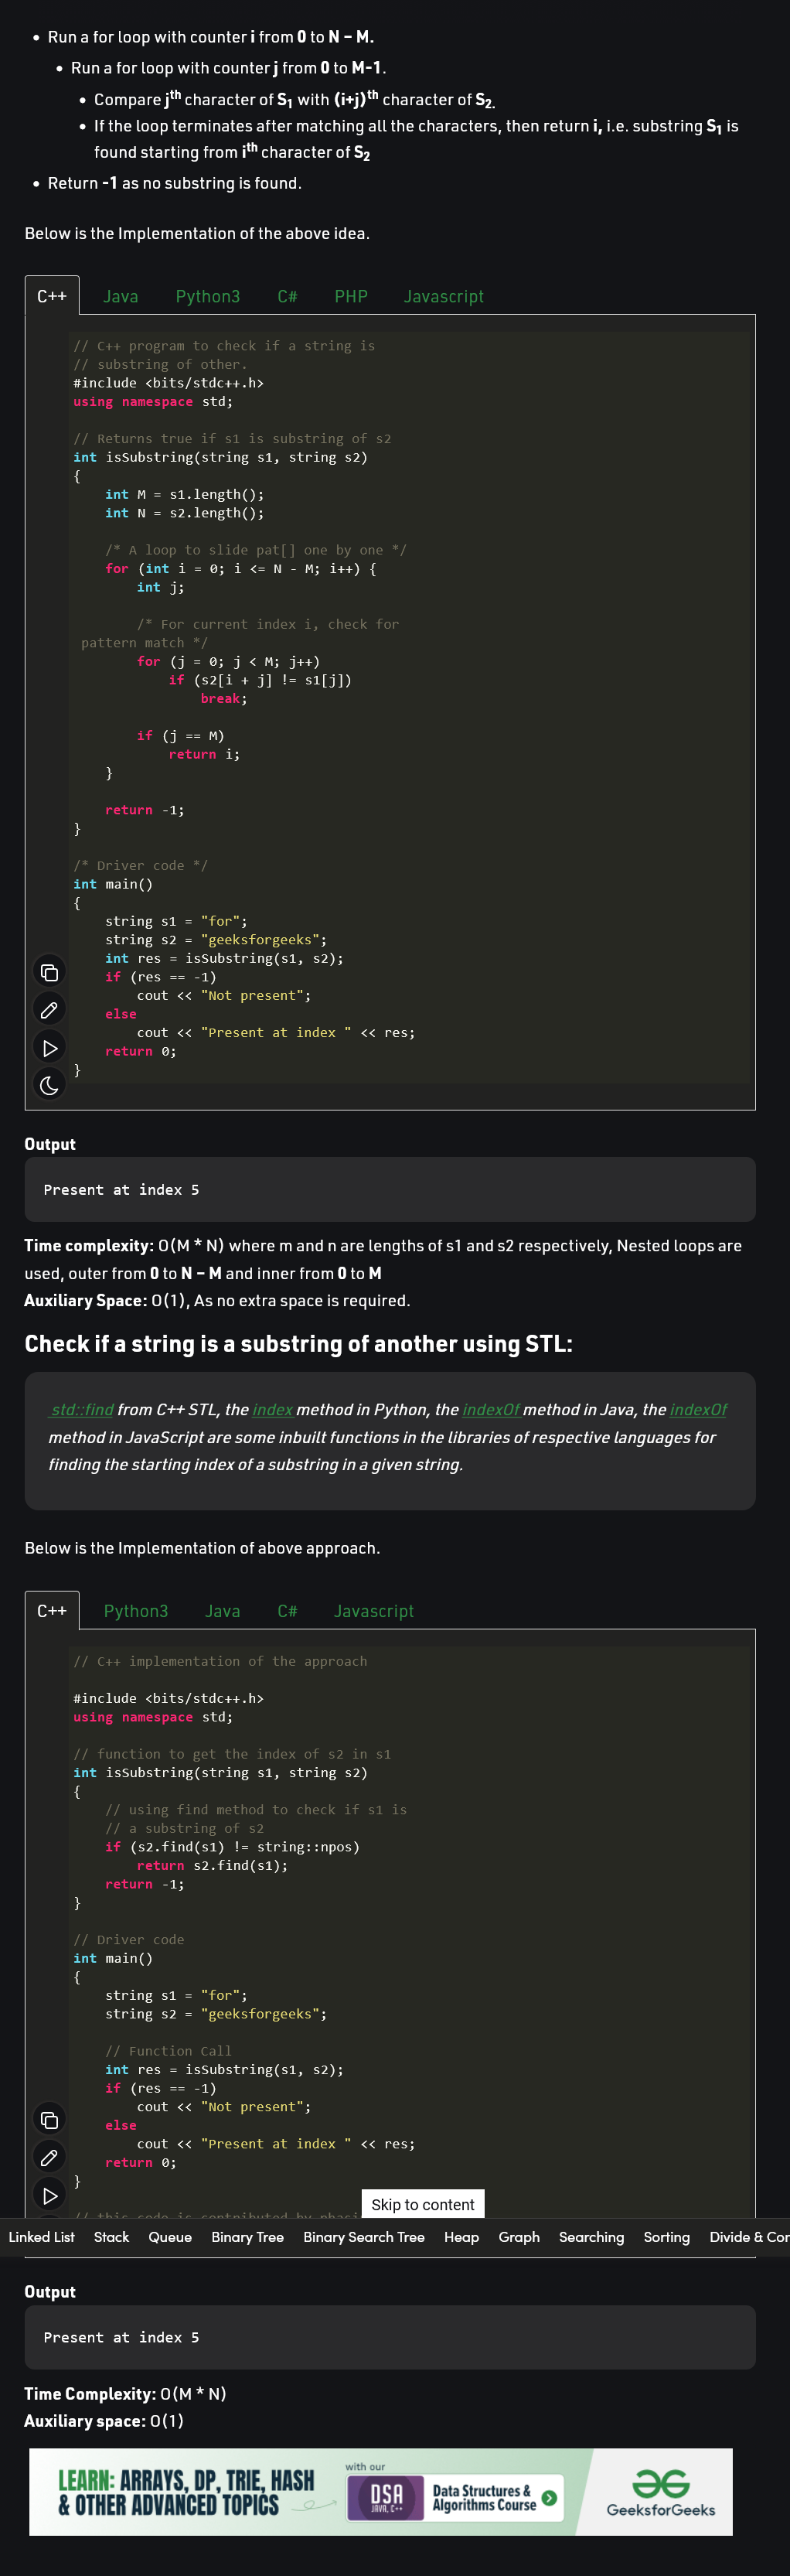 • Run a for loop with counter i from 0 to N – M.
• Run a for loop with counter j from 0 to M-1.
• Compare jth character of S1 with (i+j)th character of S2.
• If the loop terminates after matching all the characters, then return i, i.e. substring S1 is
found starting from ith character of S2
• Return -1 as no substring is found.
Below is the Implementation of the above idea.
C++ Java Python3 C# PHP Javascript
// C++ program to check if a string is
// substring of other.
#include <bits/stdc++.h>
using namespace std;
// Returns true if s1 is substring of s2
int isSubstring(string s1, string s2)
{
int M = s1.length();
int N = s2.length();
/* A loop to slide pat[] one by one */
for (int i = 0; i <= N - M; i++) {
int j;
/* For current index i, check for
pattern match */
for (j = 0; j < M; j++)
if (s2[i + j] != s1[j])
break;
if (j == M)
return i;
}
return -1;
}
/* Driver code */
int main()
{
string s1 = "for";
string s2 = "geeksforgeeks";
int res = isSubstring(s1, s2);
if (res == -1)
cout << "Not present";
else
cout << "Present at index " << res;
return 0;
}
Output
Present at index 5
Time complexity: O(M * N) where m and n are lengths of s1 and s2 respectively, Nested loops are
used, outer from 0 to N – M and inner from 0 to M
Auxiliary Space: O(1), As no extra space is required.
Check if a string is a substring of another using STL:
std::find from C++ STL, the index method in Python, the indexOf method in Java, the indexOf
method in JavaScript are some inbuilt functions in the libraries of respective languages for
finding the starting index of a substring in a given string.
Below is the Implementation of above approach.
C++ Python3 Java C# Javascript
// C++ implementation of the approach
#include <bits/stdc++.h>
using namespace std;
// function to get the index of s2 in s1
int isSubstring(string s1, string s2)
{
// using find method to check if s1 is
// a substring of s2
if (s2.find(s1) != string::npos)
return s2.find(s1);
return -1;
}
// Driver code
int main()
{
string s1 = "for";
string s2 = "geeksforgeeks";
// Function Call
int res = isSubstring(s1, s2);
if (res == -1)
cout << "Not present";
else
cout << "Present at index " << res;
return 0;
}
Skip to content
// this code is contributed by
Linked List Stack Queue Binary Tree Binary Search Tree Heap Graph Searching Sorting Divide &
Output
Present at index 5
Time Complexity: O(M * N)
Auxiliary space: O(1)
LEARN: ARRAYS, DP, TRIE, HASH
& OTHER ADVANCED TOPICS
with our
DSA
JAVA, C++
Data Structures &
Algorithms Course
GeeksforGeeks